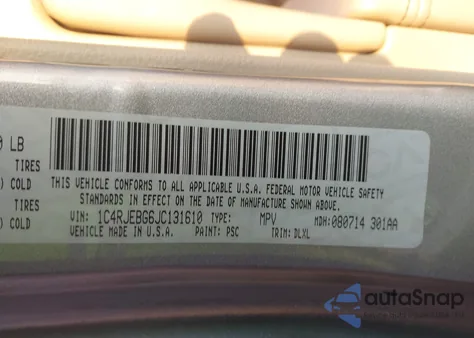 0 LB
TIRES
COLD
TIRES
COLD
THIS VEHICLE CONFORMS TO ALL APPLICABLE U.S.A. FEDERAL MOTOR VEHICLE SAFETY
STANDARDS IN EFFECT ON THE DATE OF MANUFACTURE SHOWN ABOVE.
VIN: 1C4RJEBG6JC131610 TYPE: MPV MDH:080714 301AA
VEHICLE MADE IN U.S.A. PAINT: PSC TRIM: DLXL
autoSnap